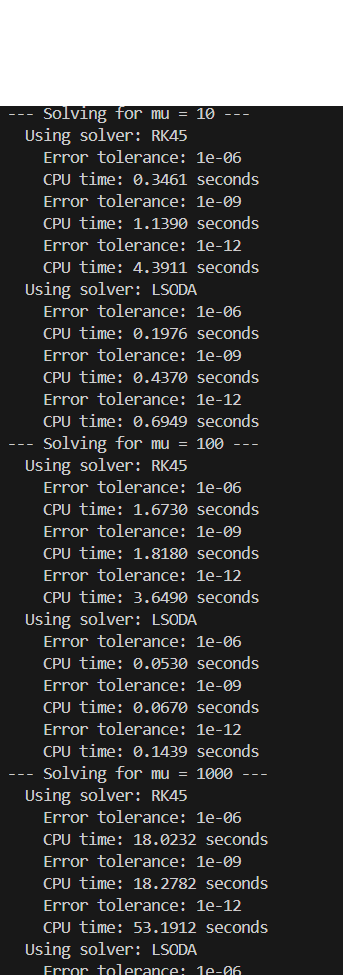 --- Solving for mu = 10 ---
Using solver: RK45
Error tolerance: 1e-06
CPU time: 0.3461 seconds
Error tolerance: 1e-09
CPU time: 1.1390 seconds
Error tolerance: 1e-12
CPU time: 4.3911 seconds
Using solver: LSODA
Error tolerance: 1e-06
CPU time: 0.1976 seconds
Error tolerance: 1e-09
CPU time: 0.4370 seconds
Error tolerance: 1e-12
CPU time: 0.6949 seconds
--- Solving for mu = 100 ---
Using solver: RK45
Error tolerance: 1e-06
CPU time: 1.6730 seconds
Error tolerance: 1e-09
CPU time: 1.8180 seconds
Error tolerance: 1e-12
CPU time: 3.6490 seconds
Using solver: LSODA
Error tolerance: 1e-06
CPU time: 0.0530 seconds
Error tolerance: 1e-09
CPU time: 0.0670 seconds
Error tolerance: 1e-12
CPU time: 0.1439 seconds
--- Solving for mu = 1000 ---
Using solver: RK45
Error tolerance: 1e-06
CPU time: 18.0232 seconds
Error tolerance: 1e-09
CPU time: 18.2782 seconds
Error tolerance: 1e-12
CPU time: 53.1912 seconds
Using solver: LSODA
Error tolerance: 1e-06